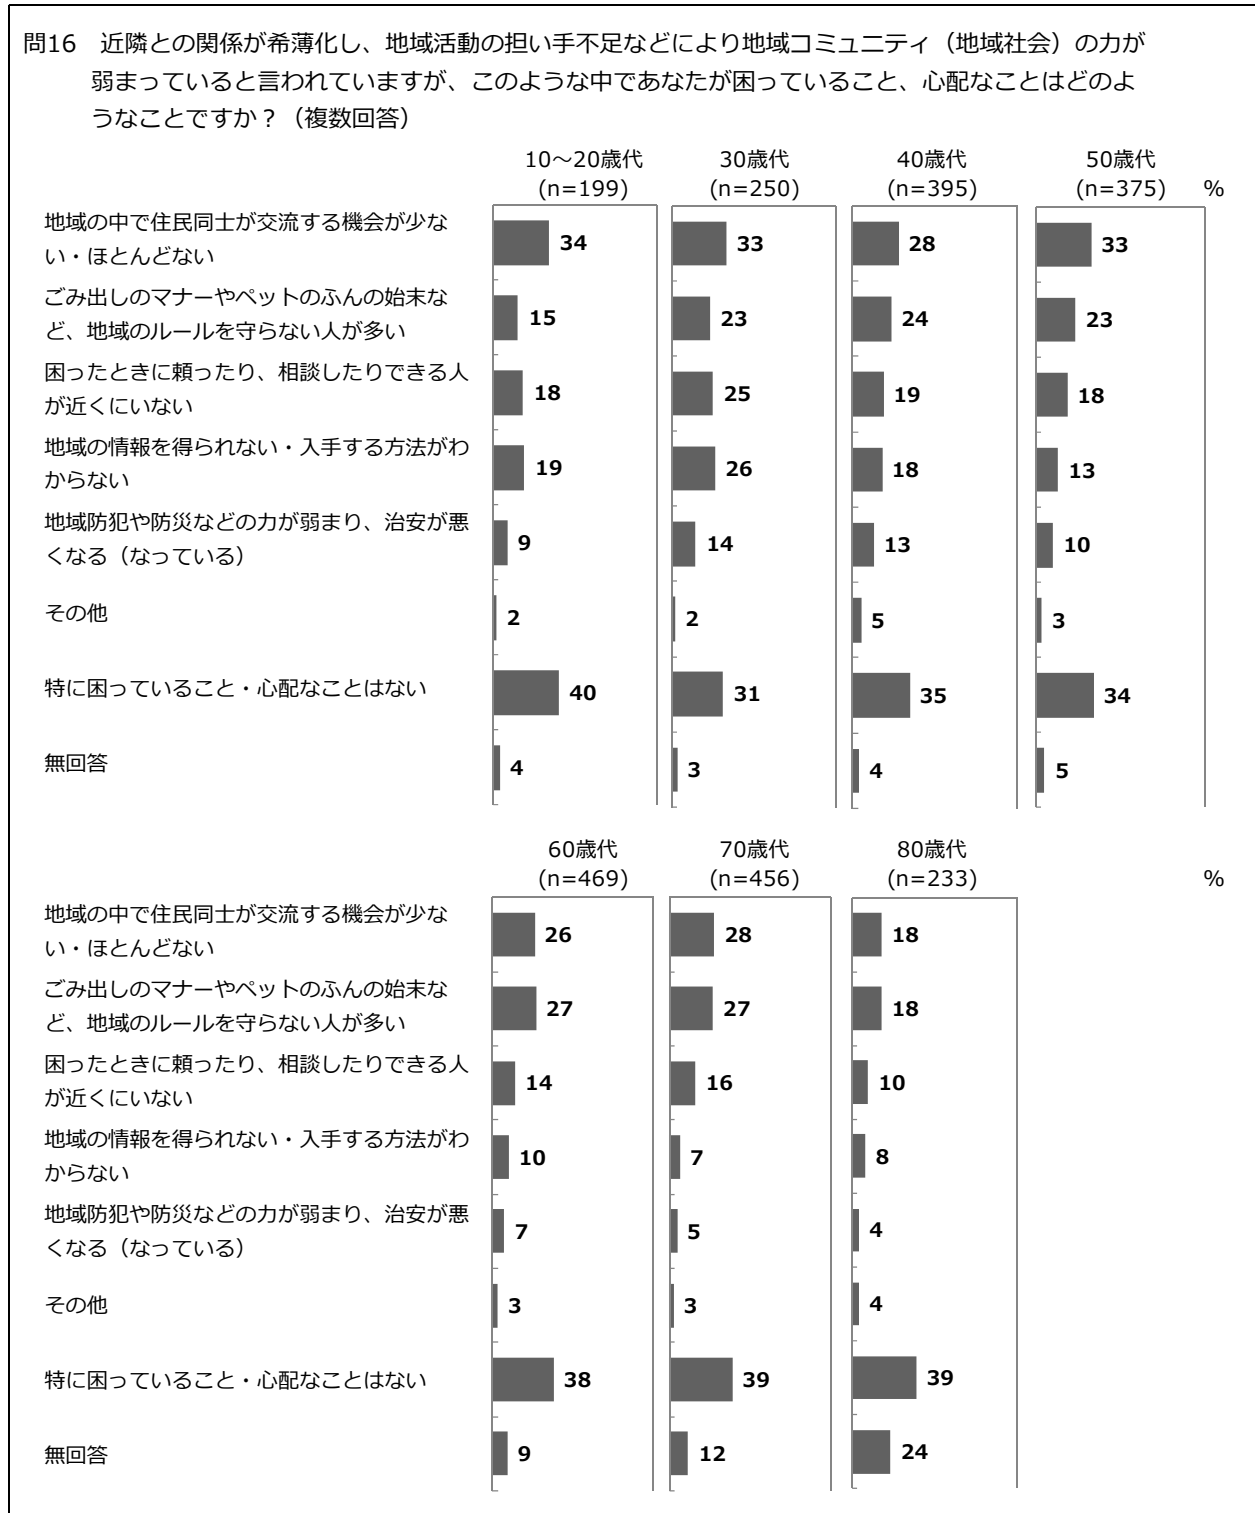 問16　近隣との関係が希薄化し、地域活動の担い手不足などにより地域コミュニティ（地域社会）の力が
弱まっていると言われていますが、このような中であなたが困っていること、心配なことはどのよ
うなことですか？（複数回答）
10～20歳代 30歳代 40歳代 50歳代
(n=199) (n=250) (n=395) (n=375) %
地域の中で住民同士が交流する機会が少な
い・ほとんどない
34 33 28 33
ごみ出しのマナーやペットのふんの始末な
ど、地域のルールを守らない人が多い
15 23 24 23
困ったときに頼ったり、相談したりできる人
が近くにいない
18 25 19 18
地域の情報を得られない・入手する方法がわ
からない
19 26 18 13
地域防犯や防災などの力が弱まり、治安が悪
くなる（なっている）
9 14 13 10
その他
2 2 5 3
特に困っていること・心配なことはない
40 31 35 34
無回答
4 3 4 5
60歳代 70歳代 80歳代
(n=469) (n=456) (n=233) %
地域の中で住民同士が交流する機会が少な
い・ほとんどない
26 28 18
ごみ出しのマナーやペットのふんの始末な
ど、地域のルールを守らない人が多い
27 27 18
困ったときに頼ったり、相談したりできる人
が近くにいない
14 16 10
地域の情報を得られない・入手する方法がわ
からない
10 7 8
地域防犯や防災などの力が弱まり、治安が悪
くなる（なっている）
7 5 4
その他
3 3 4
特に困っていること・心配なことはない
38 39 39
無回答
9 12 24